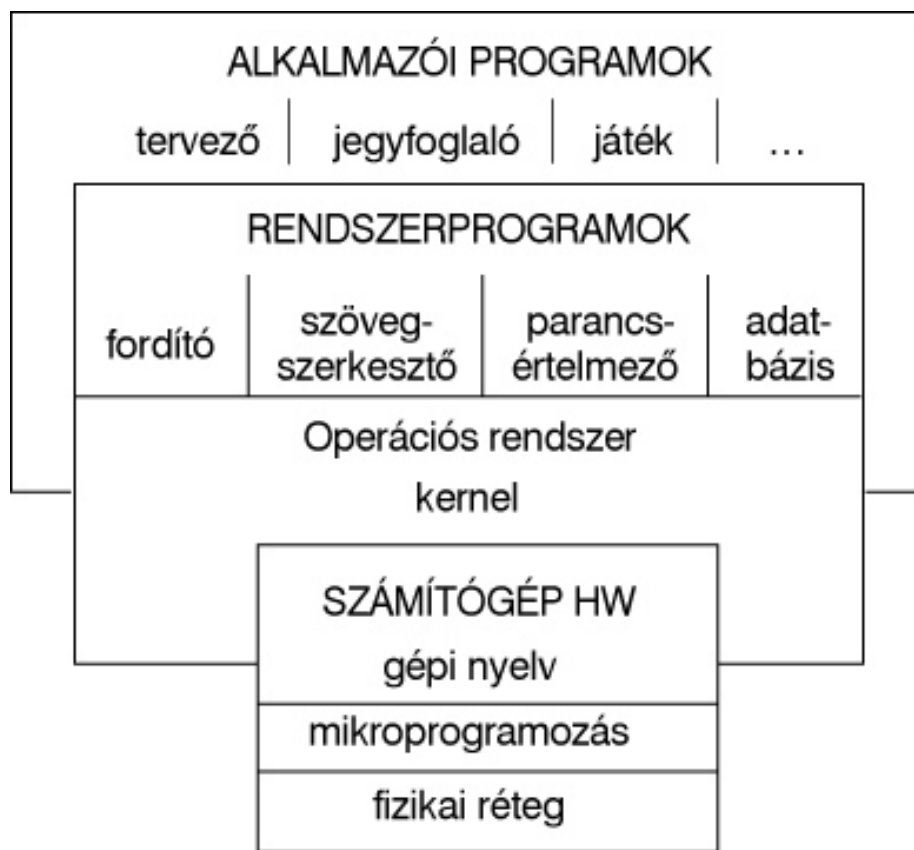 ALKALMAZÓI PROGRAMOK
tervező jegyfoglaló játék ...
RENDSZERPROGRAMOK
fordító
szöveg-
szerkesztő
parancs-
értelmező
adat-
bázis
Operációs rendszer
kernel
SZÁMÍTÓGÉP HW
gépi nyelv
mikroprogramozás
fizikai réteg